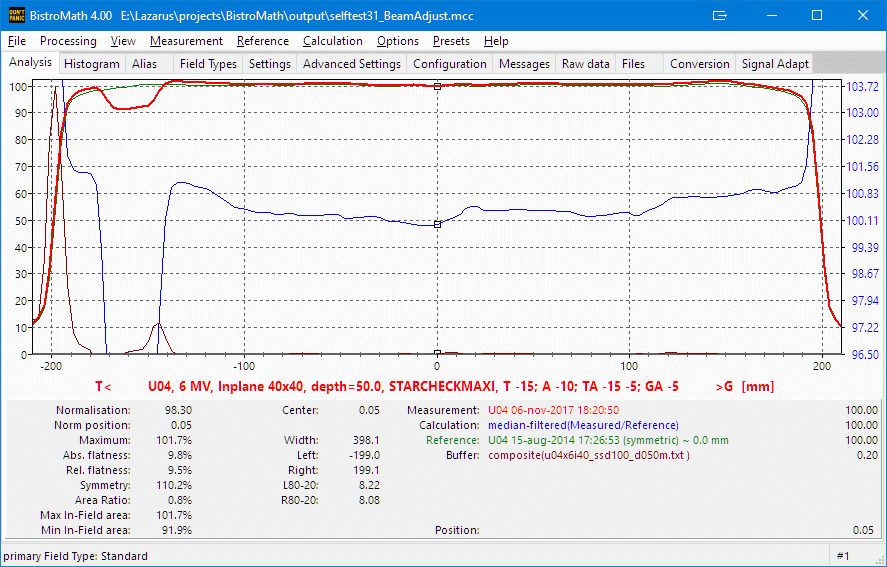 DON'T PANIC BistroMath 4.00 E:\Lazarus\projects\BistroMath\output\selftest31_BeamAdjust.mcc
File Processing View Measurement Reference Calculation Options Presets Help
Analysis Histogram Alias Field Types Settings Advanced Settings Configuration Messages Raw data Files Conversion Signal Adapt
100 103.72
90 103.00
80 102.28
70 101.56
60 100.83
50 100.11
40 99.39
30 98.67
20 97.94
10 97.22
0 96.50
-200 -100 0 100 200
T< U04, 6 MV, Inplane 40x40, depth=50.0, STARCHECKMAXI, T -15; A -10; TA -15 -5; GA -5 >G [mm]
Normalisation: 98.30 Center: 0.05 Measurement: U04 06-nov-2017 18:20:50 100.00
Norm position: 0.05 Calculation: median-filtered(Measured/Reference) 100.00
Maximum: 101.7% Width: 398.1 Reference: U04 15-aug-2014 17:26:53 (symmetric) ~ 0.0 mm 100.00
Abs. flatness: 9.8% Left: -199.0 Buffer: composite(u04x6i40_ssd100_d050m.txt ) 0.20
Rel. flatness: 9.5% Right: 199.1
Symmetry: 110.2% L80-20: 8.22
Area Ratio: 0.8% R80-20: 8.08
Max In-Field area: 101.7%
Min In-Field area: 91.9% Position: 0.05
primary Field Type: Standard #1